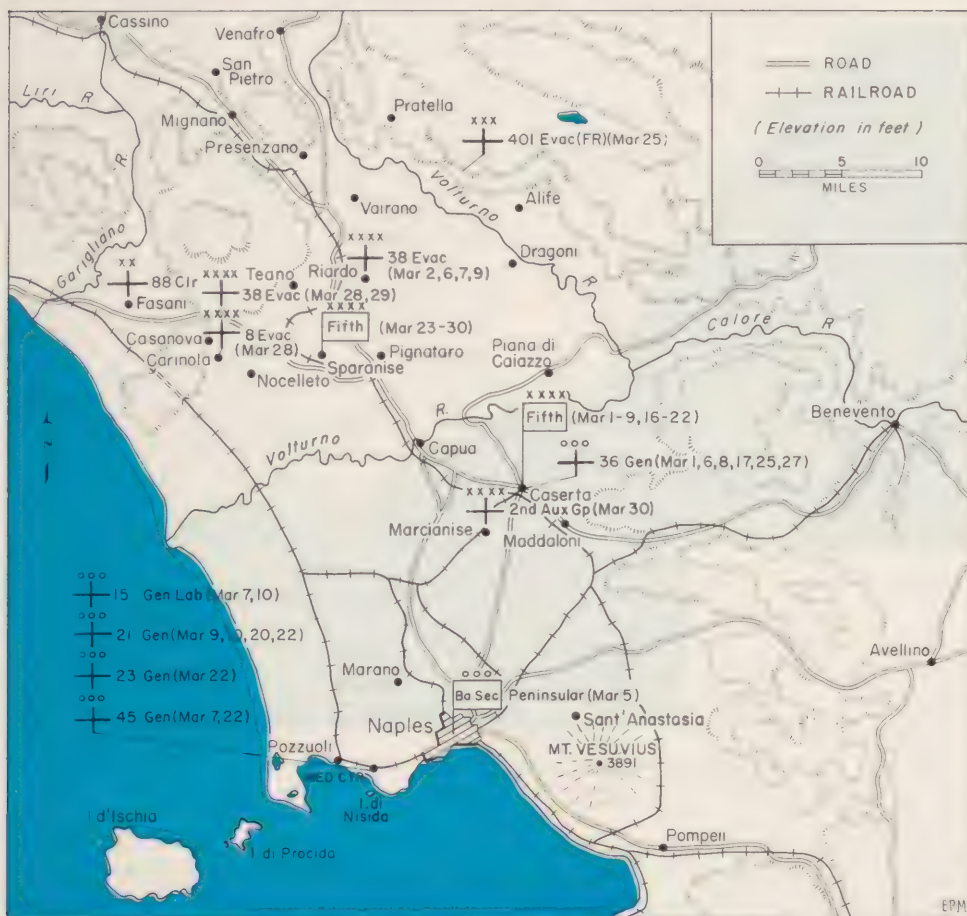 Cassino
Venafro
San
Pietro
Liri R
Mignano
Pratella
xxx
401 Evac(FR)(Mar 25)
Presenzano
R
Volturno
Vairano
Alife
Garigliano
xx
88 Clr
Fasani
xxxx
Teano
38 Evac (Mar 28, 29)
xxxx
Riardo
38 Evac
(Mar 2,6,7,9)
Dragoni
R
xxxx
Casanova
8 Evac
(Mar 28)
Carinola
xxxx
Fifth
(Mar 23-30)
Sparanise
Pignataro
Nocelleto
Calore R
Piana di
Caiazzo
xxxx
Fifth
(Mar 1-9, 16-22)
Benevento
Volturno
R.
Capua
ooo
36 Gen (Mar 1,6,8,17,25,27)
Caserta
xxxx
2nd Aux Gp (Mar 30)
Marcianise
Maddaloni
ooo
15 Gen Lab (Mar 7,10)
ooo
21 Gen (Mar 9, 10, 20, 22)
ooo
23 Gen (Mar 22)
ooo
45 Gen (Mar 7,22)
Marano
ooo
Ba Sec
Peninsular (Mar 5)
Avellino
Naples
Sant'Anastasia
MT. VESUVIUS
3891
Pozzuoli
I. di
Nisida
I d'Ischia
I. di Procida
Pompeii
ROAD
RAILROAD
(Elevation in feet)
0 5 10
MILES
EPM